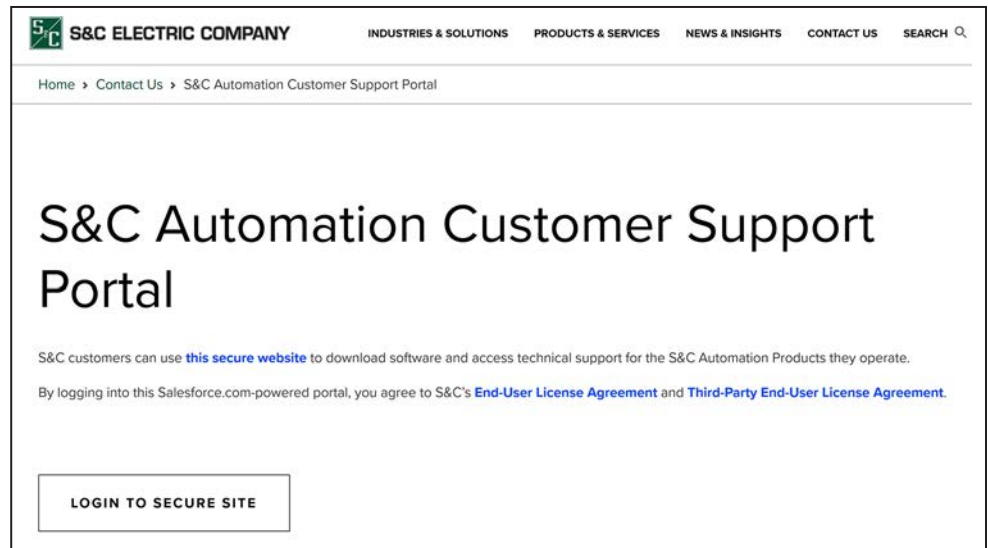 S&C S&C ELECTRIC COMPANY INDUSTRIES & SOLUTIONS PRODUCTS & SERVICES NEWS & INSIGHTS CONTACT US SEARCH
Home > Contact Us > S&C Automation Customer Support Portal
S&C Automation Customer Support
Portal
S&C customers can use this secure website to download software and access technical support for the S&C Automation Products they operate.
By logging into this Salesforce.com-powered portal, you agree to S&C's End-User License Agreement and Third-Party End-User License Agreement.
LOGIN TO SECURE SITE